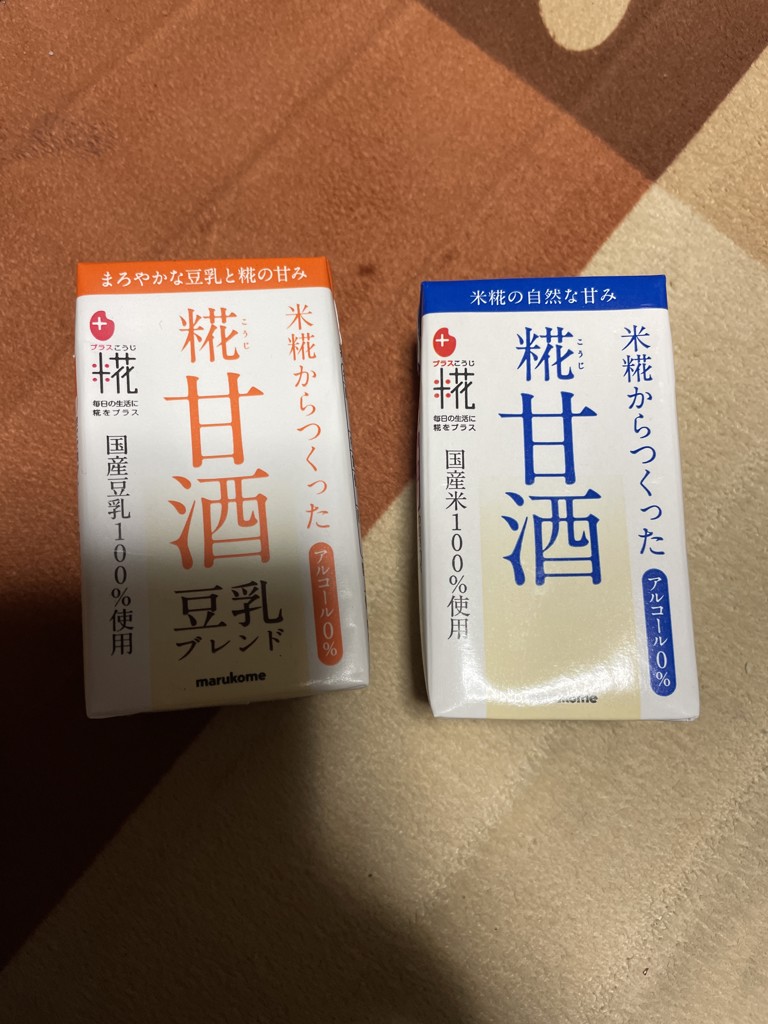 まろやかな豆乳と糀の甘み
米糀からつくった
アルコール0%
糀
こうじ
甘酒
豆乳
ブレンド
プラスこうじ
糀
毎日の生活に
糀をプラス
国産豆乳100%使用
marukome
米糀の自然な甘み
米糀からつくった
アルコール0%
糀
こうじ
甘酒
プラスこうじ
糀
毎日の生活に
糀をプラス
国産米100%使用